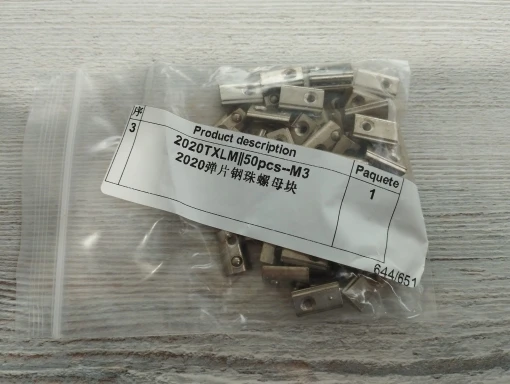 序 Product description Paquete
3 2020TXLM||50pcs--M3 1
2020弹片钢珠螺母块
644/651